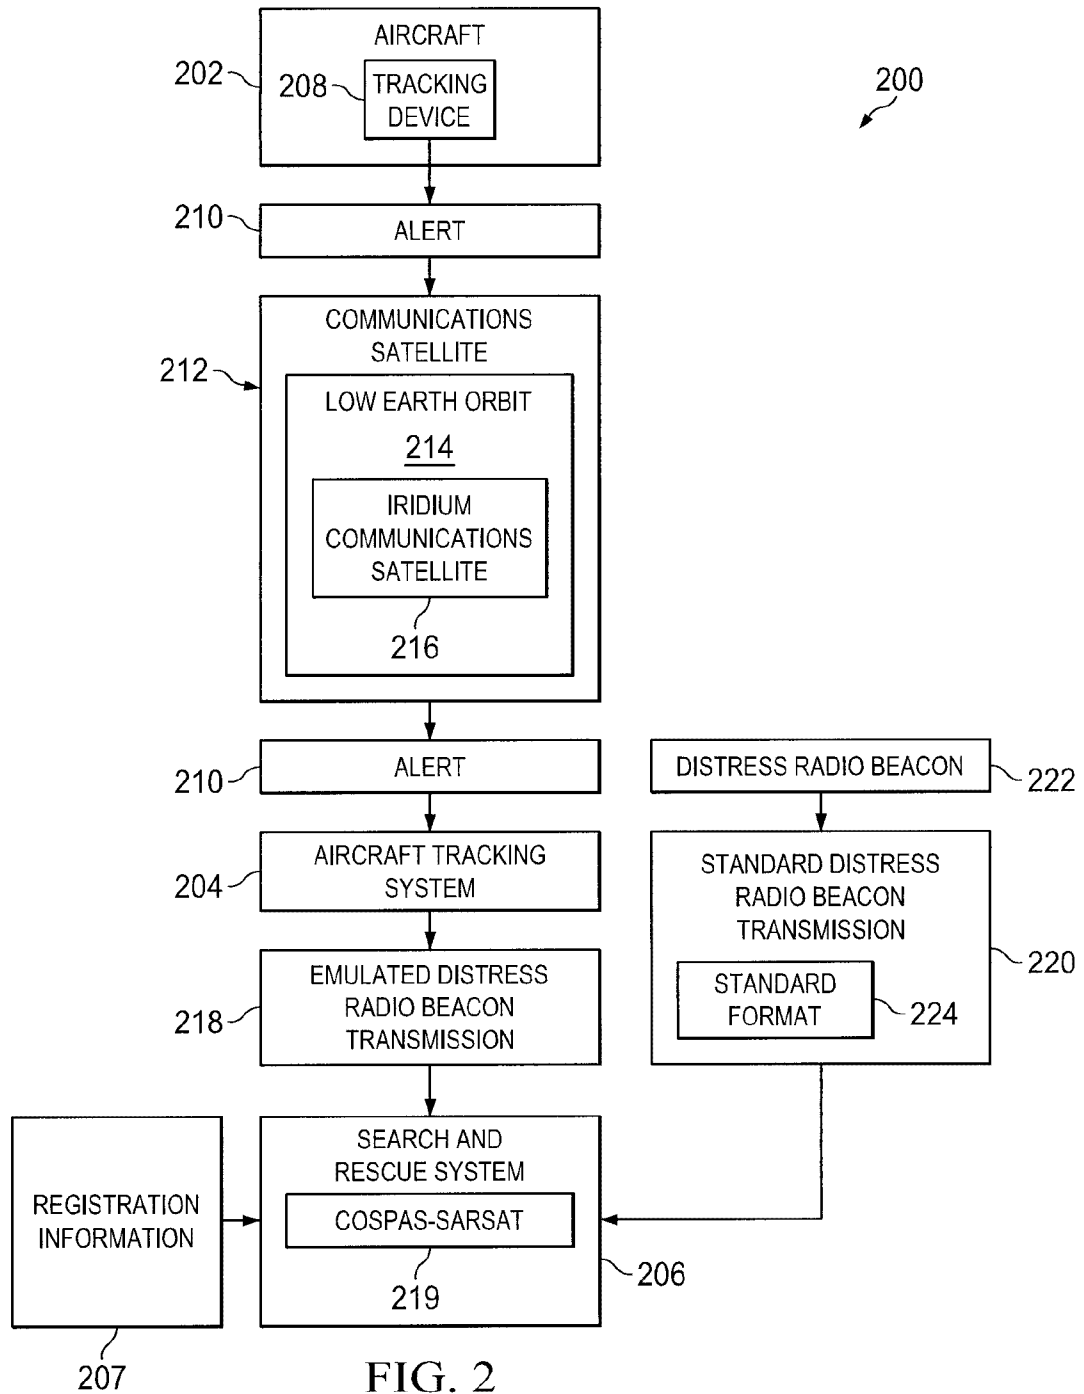 AIRCRAFT
202
208
TRACKING
DEVICE
200
210
ALERT
COMMUNICATIONS
SATELLITE
212
LOW EARTH ORBIT
214
IRIDIUM
COMMUNICATIONS
SATELLITE
216
210
ALERT
DISTRESS RADIO BEACON
222
204
AIRCRAFT TRACKING
SYSTEM
STANDARD DISTRESS
RADIO BEACON
TRANSMISSION
220
STANDARD
FORMAT
224
218
EMULATED DISTRESS
RADIO BEACON
TRANSMISSION
REGISTRATION
INFORMATION
207
SEARCH AND
RESCUE SYSTEM
COSPAS-SARSAT
219
206
FIG. 2